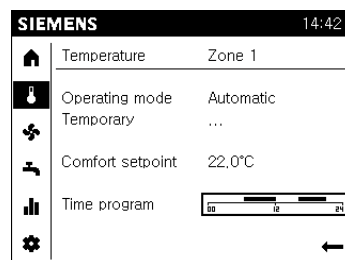 SIEMENS 14:42
Temperature Zone 1
Operating mode Automatic
Temporary ...
Comfort setpoint 22,0°C
Time program
00 12 24